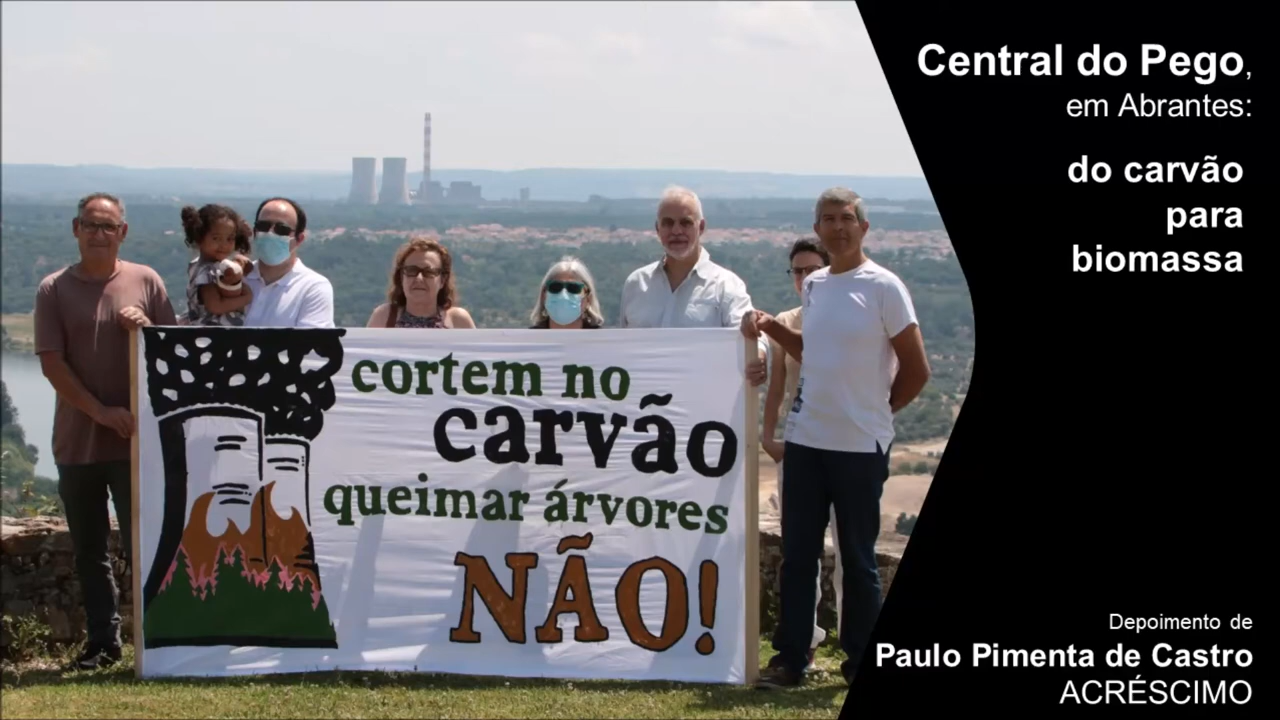 Central do Pego,
em Abrantes:
do carvão
para
biomassa
cortem no
carvão
queimar árvores
NÃO!
Depoimento de
Paulo Pimenta de Castro
ACRÉSCIMO